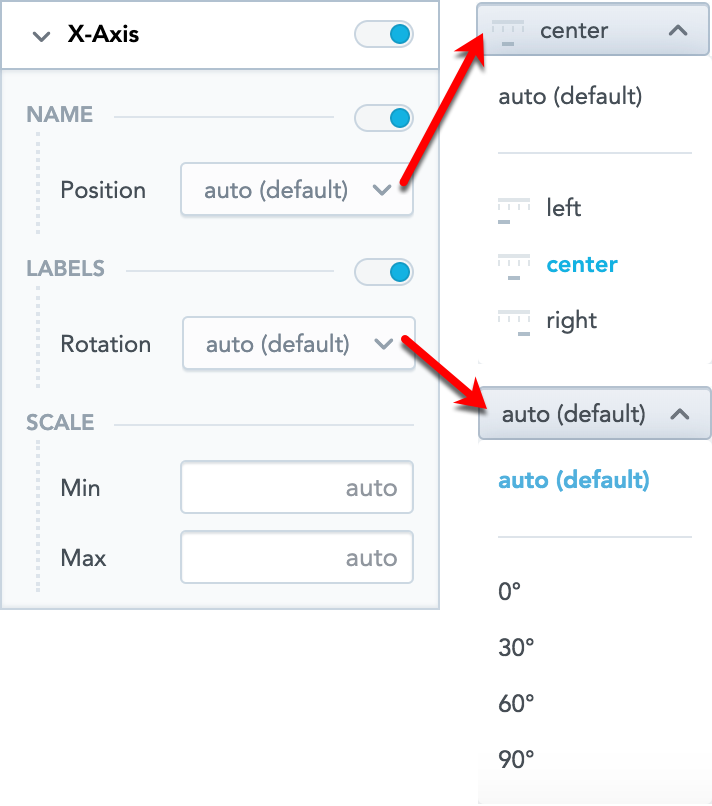 X-Axis
NAME
Position auto (default)
LABELS
Rotation auto (default)
SCALE
Min auto
Max auto
center
auto (default)
left
center
right
auto (default)
auto (default)
0°
30°
60°
90°